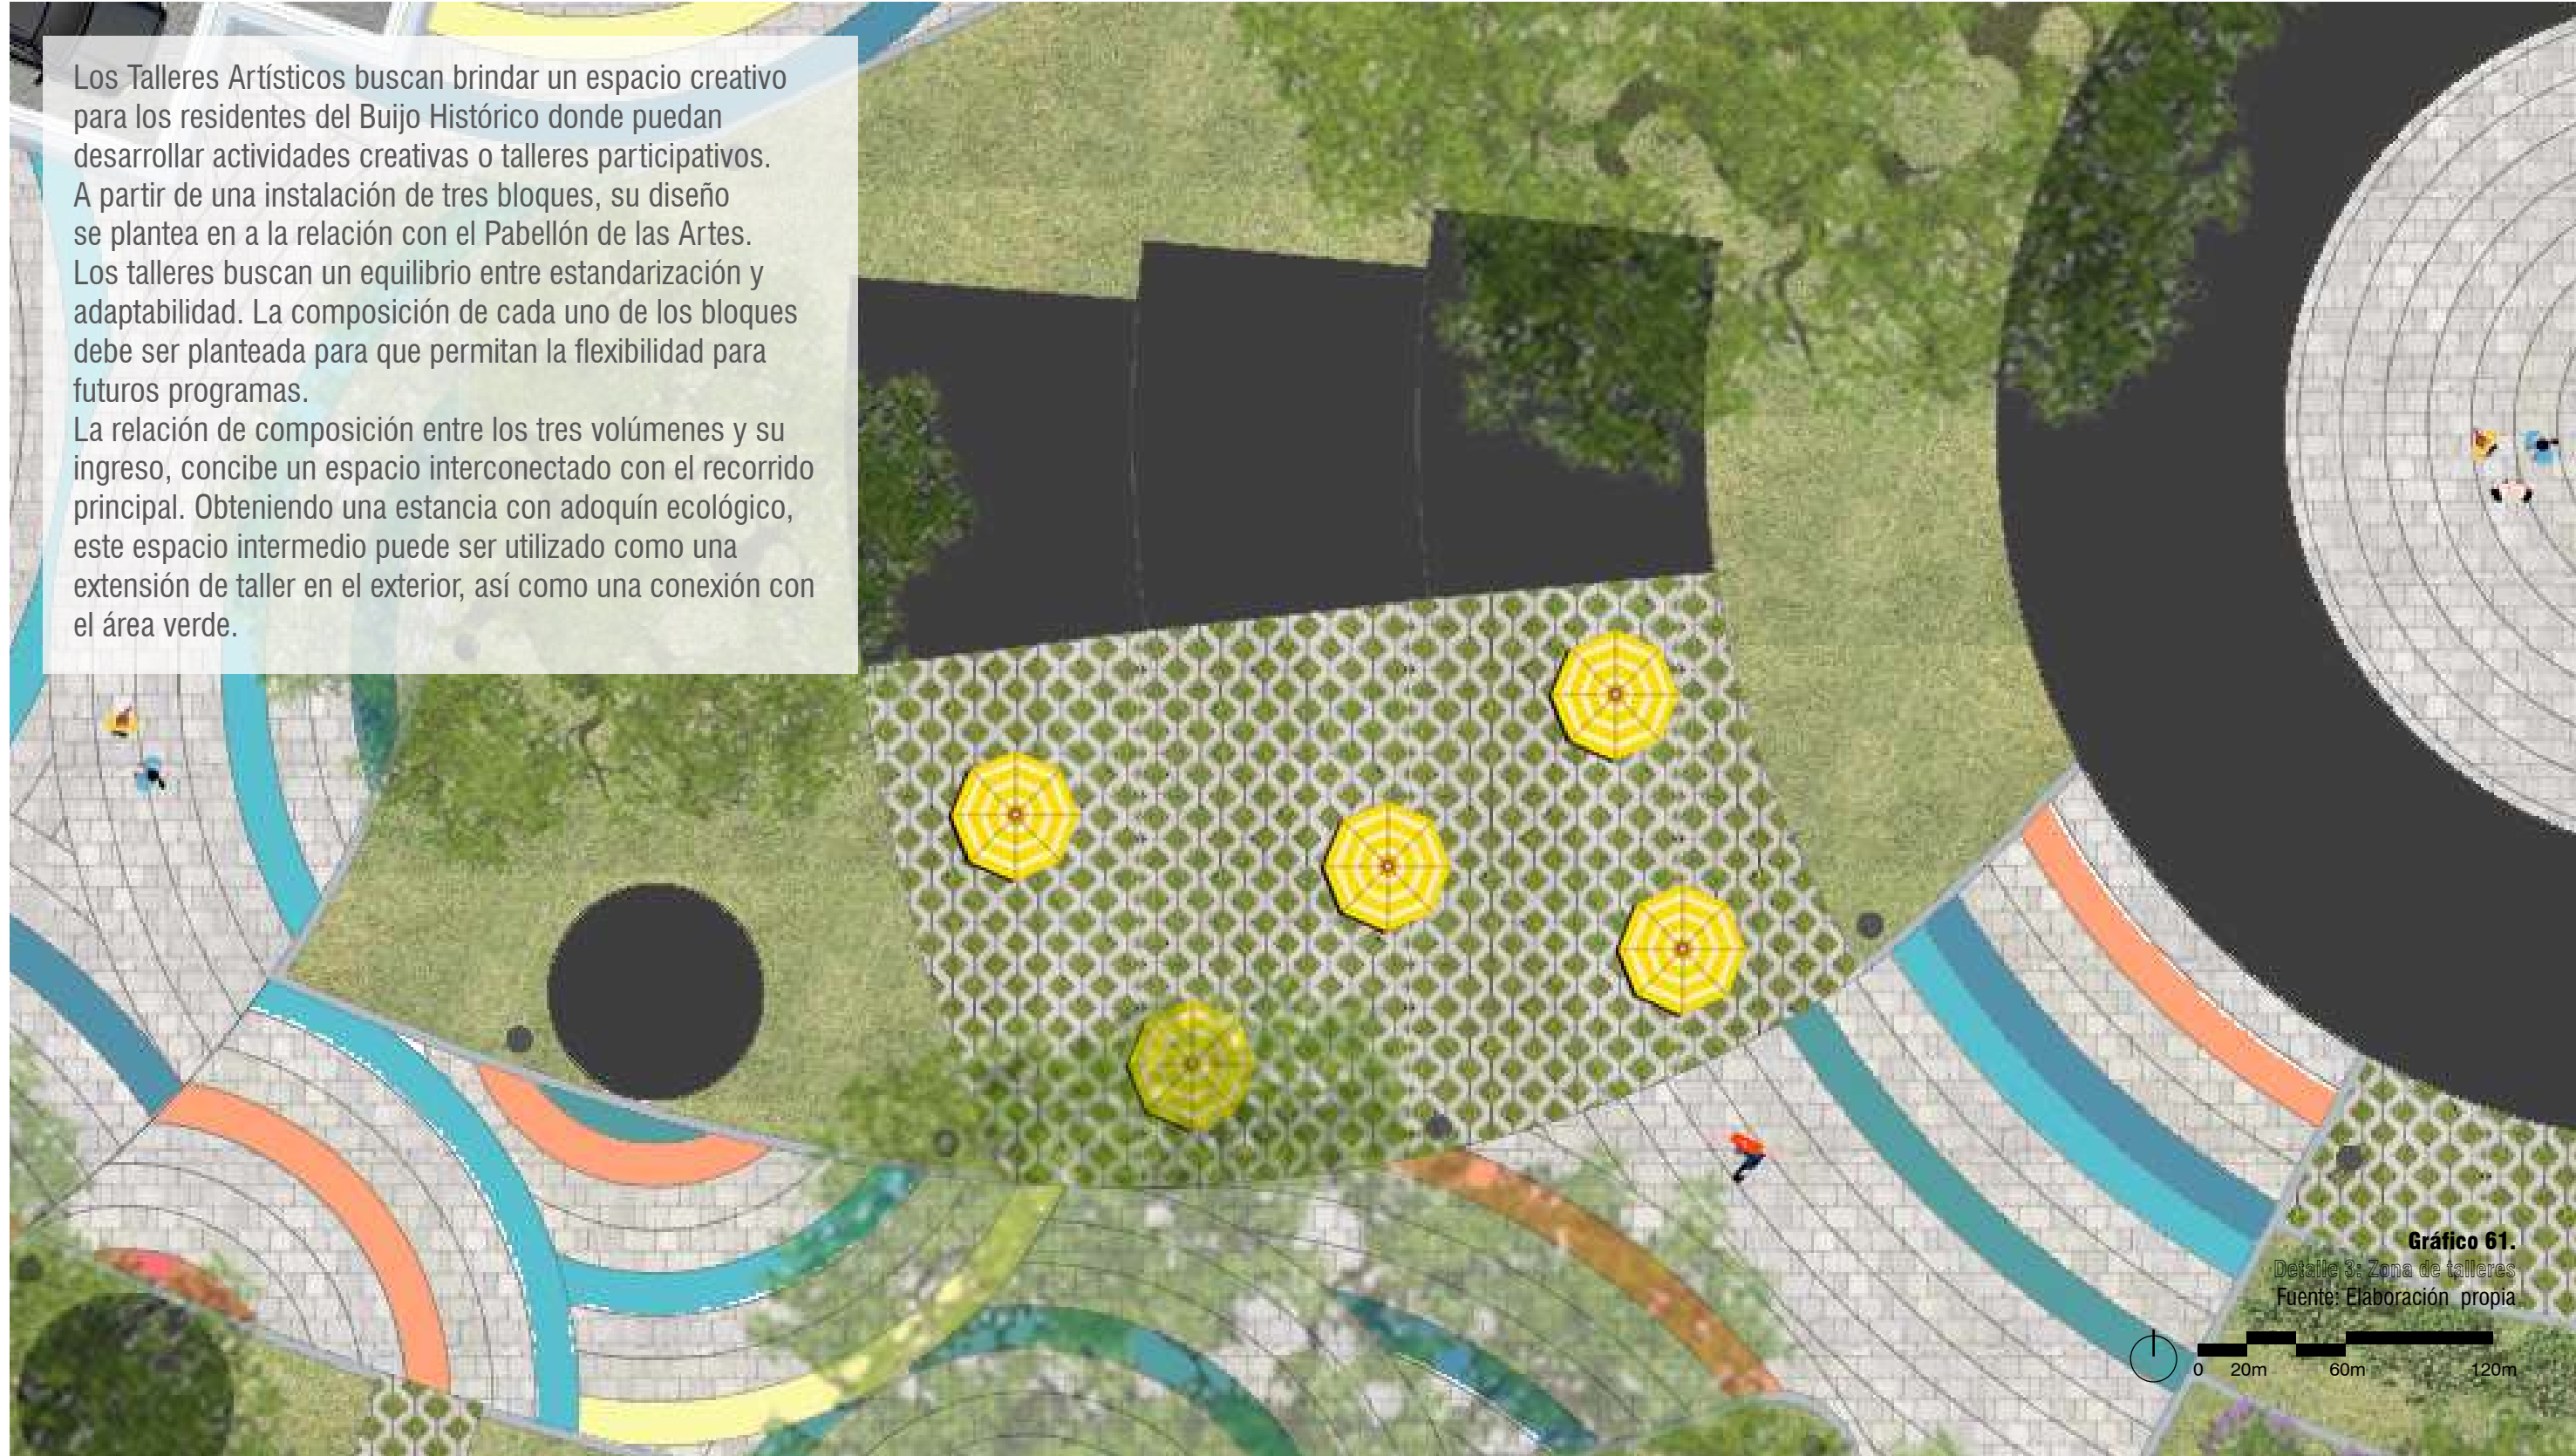 Los Talleres Artísticos buscan brindar un espacio creativo
para los residentes del Buijo Histórico donde puedan
desarrollar actividades creativas o talleres participativos.
A partir de una instalación de tres bloques, su diseño
se plantea en a la relación con el Pabellón de las Artes.
Los talleres buscan un equilibrio entre estandarización y
adaptabilidad. La composición de cada uno de los bloques
debe ser planteada para que permitan la flexibilidad para
futuros programas.
La relación de composición entre los tres volúmenes y su
ingreso, concibe un espacio interconectado con el recorrido
principal. Obteniendo una estancia con adoquín ecológico,
este espacio intermedio puede ser utilizado como una
extensión de taller en el exterior, así como una conexión con
el área verde.
Gráfico 61.
Detalle 3: Zona de talleres
Fuente: Elaboración propia
0 20m 60m 120m